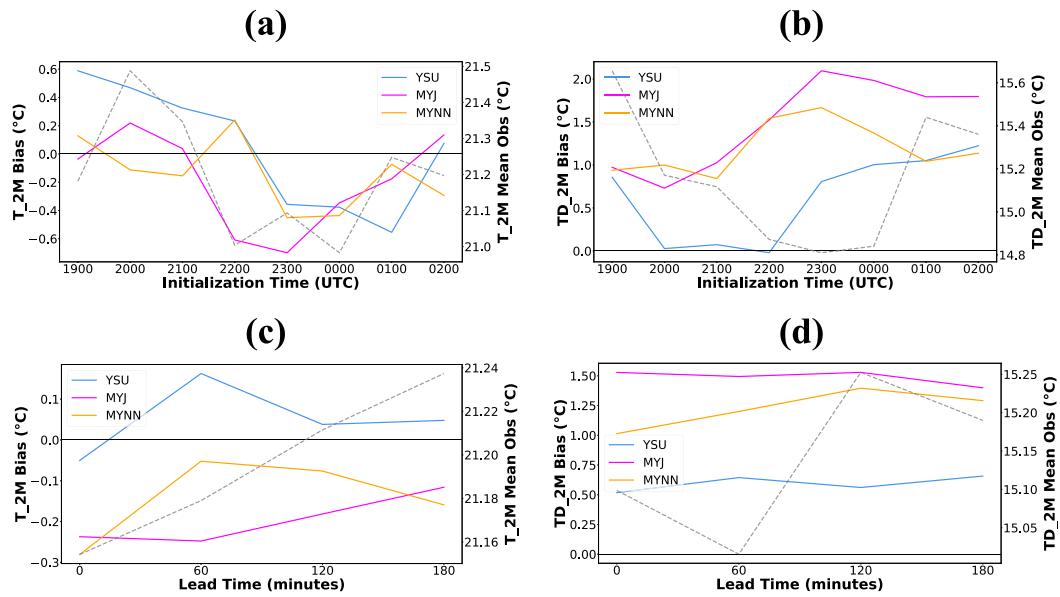 (a)
0.6
0.4
0.2
0.0
−0.2
−0.4
−0.6
T_2M Bias (°C)
YSU
MYJ
MYNN
21.5
21.4
21.3
21.2
21.1
21.0
T_2M Mean Obs (°C)
1900 2000 2100 2200 2300 0000 0100 0200
Initialization Time (UTC)
(b)
2.0
1.5
1.0
0.5
0.0
TD_2M Bias (°C)
YSU
MYJ
MYNN
15.6
15.4
15.2
15.0
14.8
TD_2M Mean Obs (°C)
1900 2000 2100 2200 2300 0000 0100 0200
Initialization Time (UTC)
(c)
0.1
0.0
−0.1
−0.2
−0.3
T_2M Bias (°C)
YSU
MYJ
MYNN
21.24
21.22
21.20
21.18
21.16
T_2M Mean Obs (°C)
0 60 120 180
Lead Time (minutes)
(d)
1.50
1.25
1.00
0.75
0.50
0.25
0.00
TD_2M Bias (°C)
YSU
MYJ
MYNN
15.25
15.20
15.15
15.10
15.05
TD_2M Mean Obs (°C)
0 60 120 180
Lead Time (minutes)